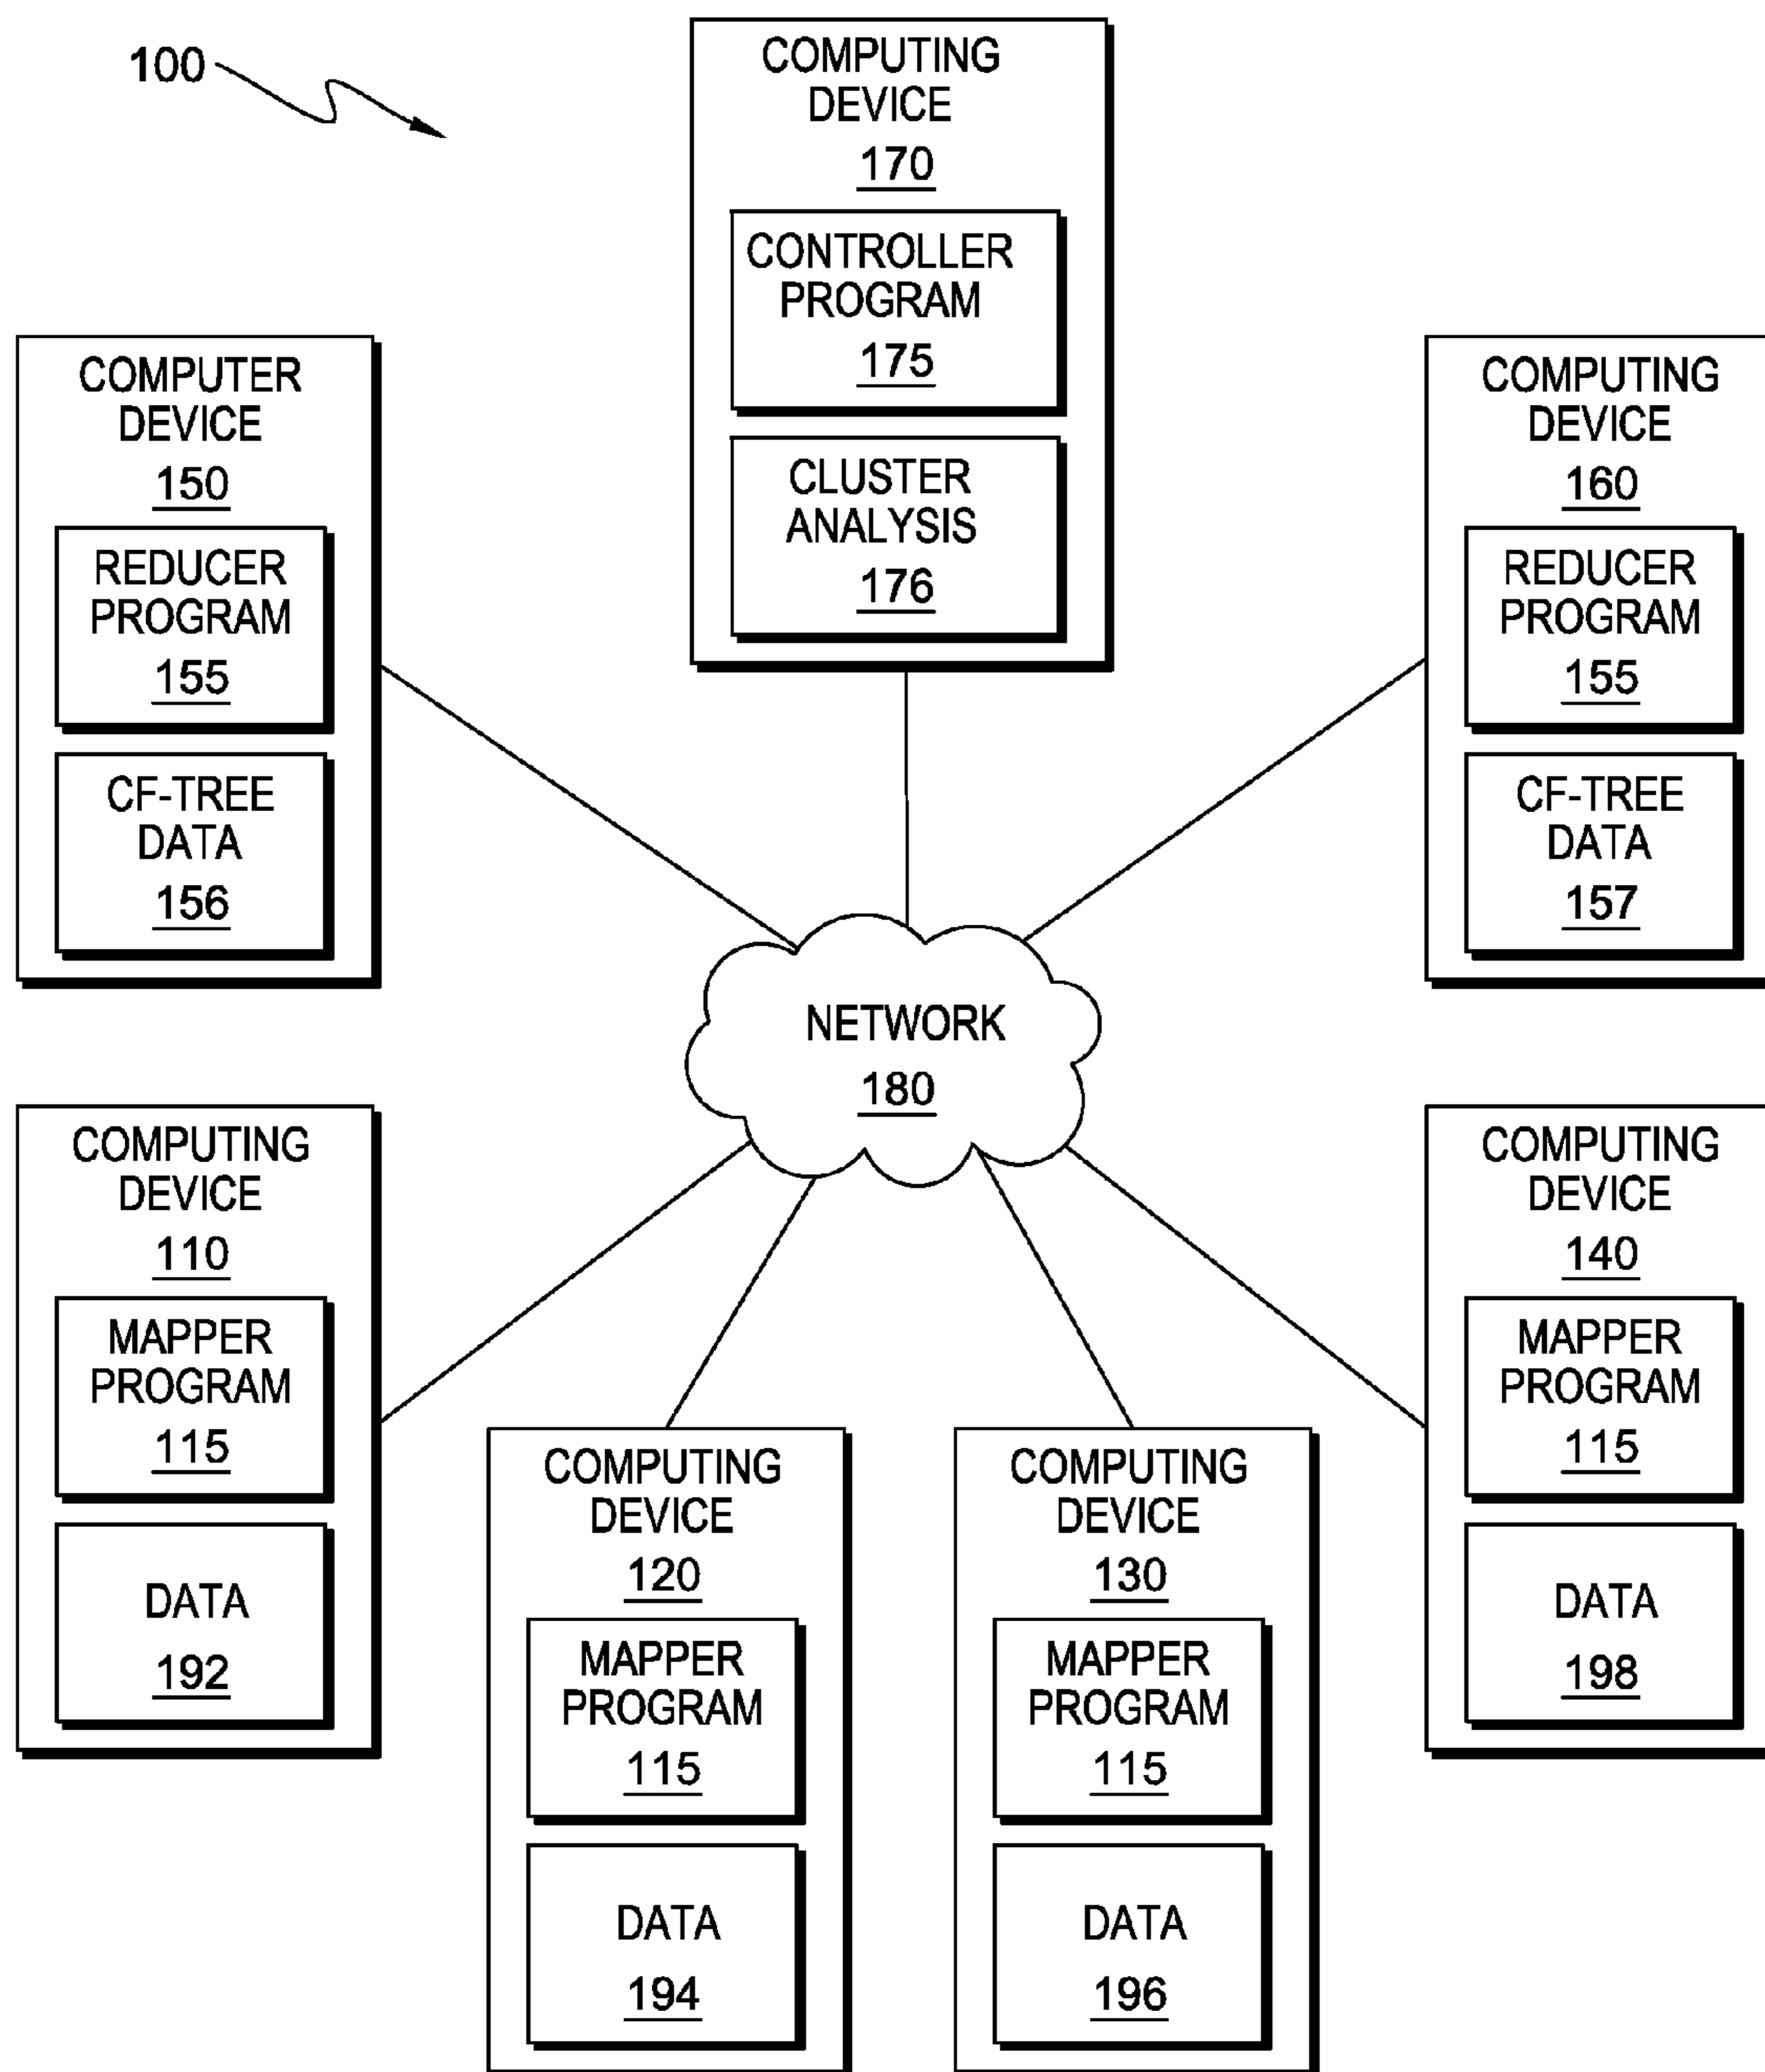 100
COMPUTING
DEVICE
170
CONTROLLER
PROGRAM
175
CLUSTER
ANALYSIS
176
COMPUTER
DEVICE
150
REDUCER
PROGRAM
155
CF-TREE
DATA
156
COMPUTING
DEVICE
160
REDUCER
PROGRAM
155
CF-TREE
DATA
157
NETWORK
180
COMPUTING
DEVICE
110
MAPPER
PROGRAM
115
DATA
192
COMPUTING
DEVICE
120
MAPPER
PROGRAM
115
DATA
194
COMPUTING
DEVICE
130
MAPPER
PROGRAM
115
DATA
196
COMPUTING
DEVICE
140
MAPPER
PROGRAM
115
DATA
198